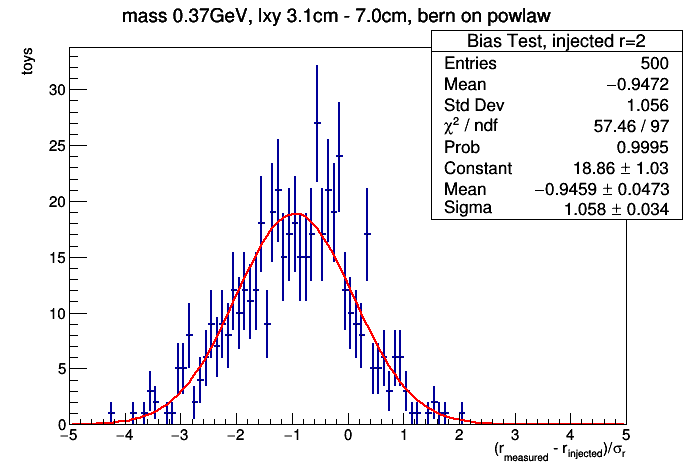 mass 0.37GeV, lxy 3.1cm - 7.0cm, bern on powlaw
Bias Test, injected r=2
Entries 500
Mean −0.9472
Std Dev 1.056
χ² / ndf 57.46 / 97
Prob 0.9995
Constant 18.86 ± 1.03
Mean −0.9459 ± 0.0473
Sigma 1.058 ± 0.034
toys
30
25
20
15
10
5
0
−5 −4 −3 −2 −1 0 1 2 3 4 5
(r_measured - r_injected)/σ_r